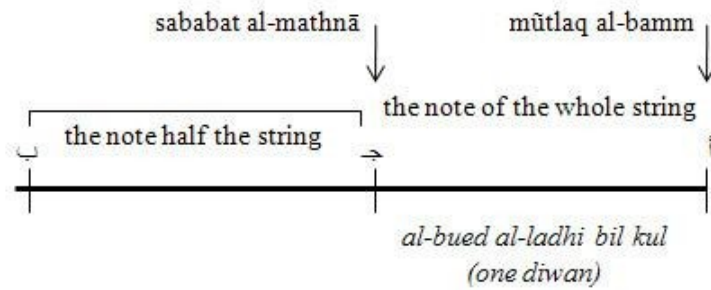 sababat al-mathnā mũtlaq al-bamm
the note of the whole string
the note half the string
ب ج
al-bued al-ladhi bil kul
(one diwan)